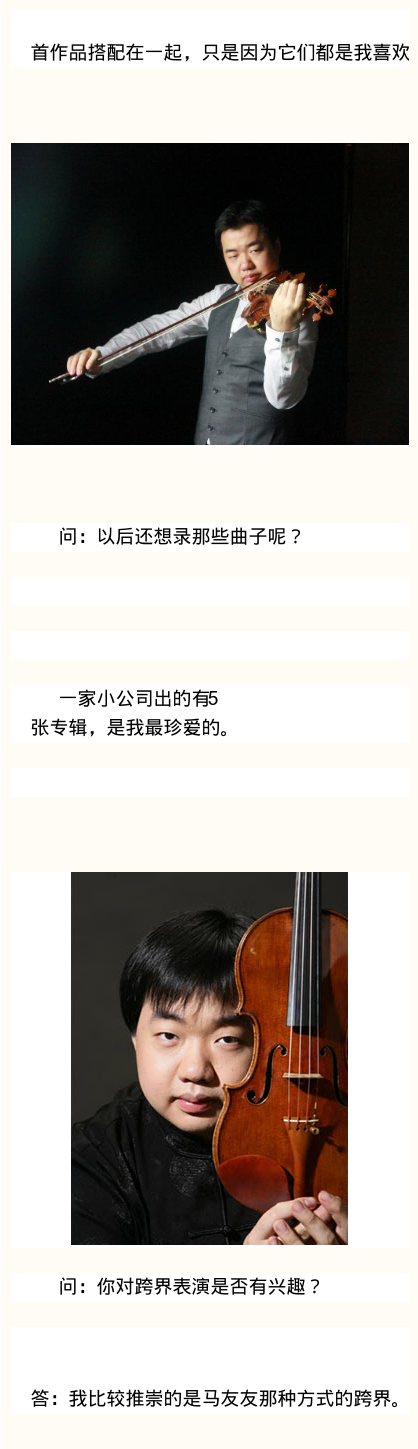 首作品搭配在一起，只是因为它们都是我喜欢
问：以后还想录那些曲子呢？
一家小公司出的有5
张专辑，是我最珍爱的。
问：你对跨界表演是否有兴趣？
答：我比较推崇的是马友友那种方式的跨界。